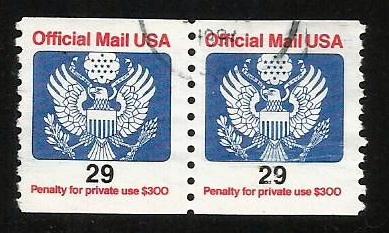 Official Mail USA Official Mail USA
29 29
Penalty for private use $300 Penalty for private use $300